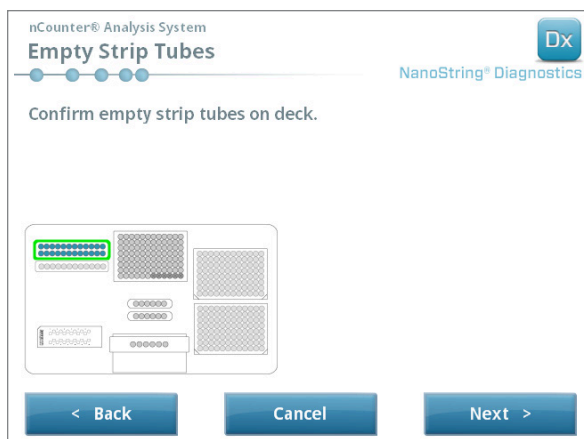 nCounter® Analysis System
Empty Strip Tubes
Dx
NanoString® Diagnostics
Confirm empty strip tubes on deck.
< Back
Cancel
Next >